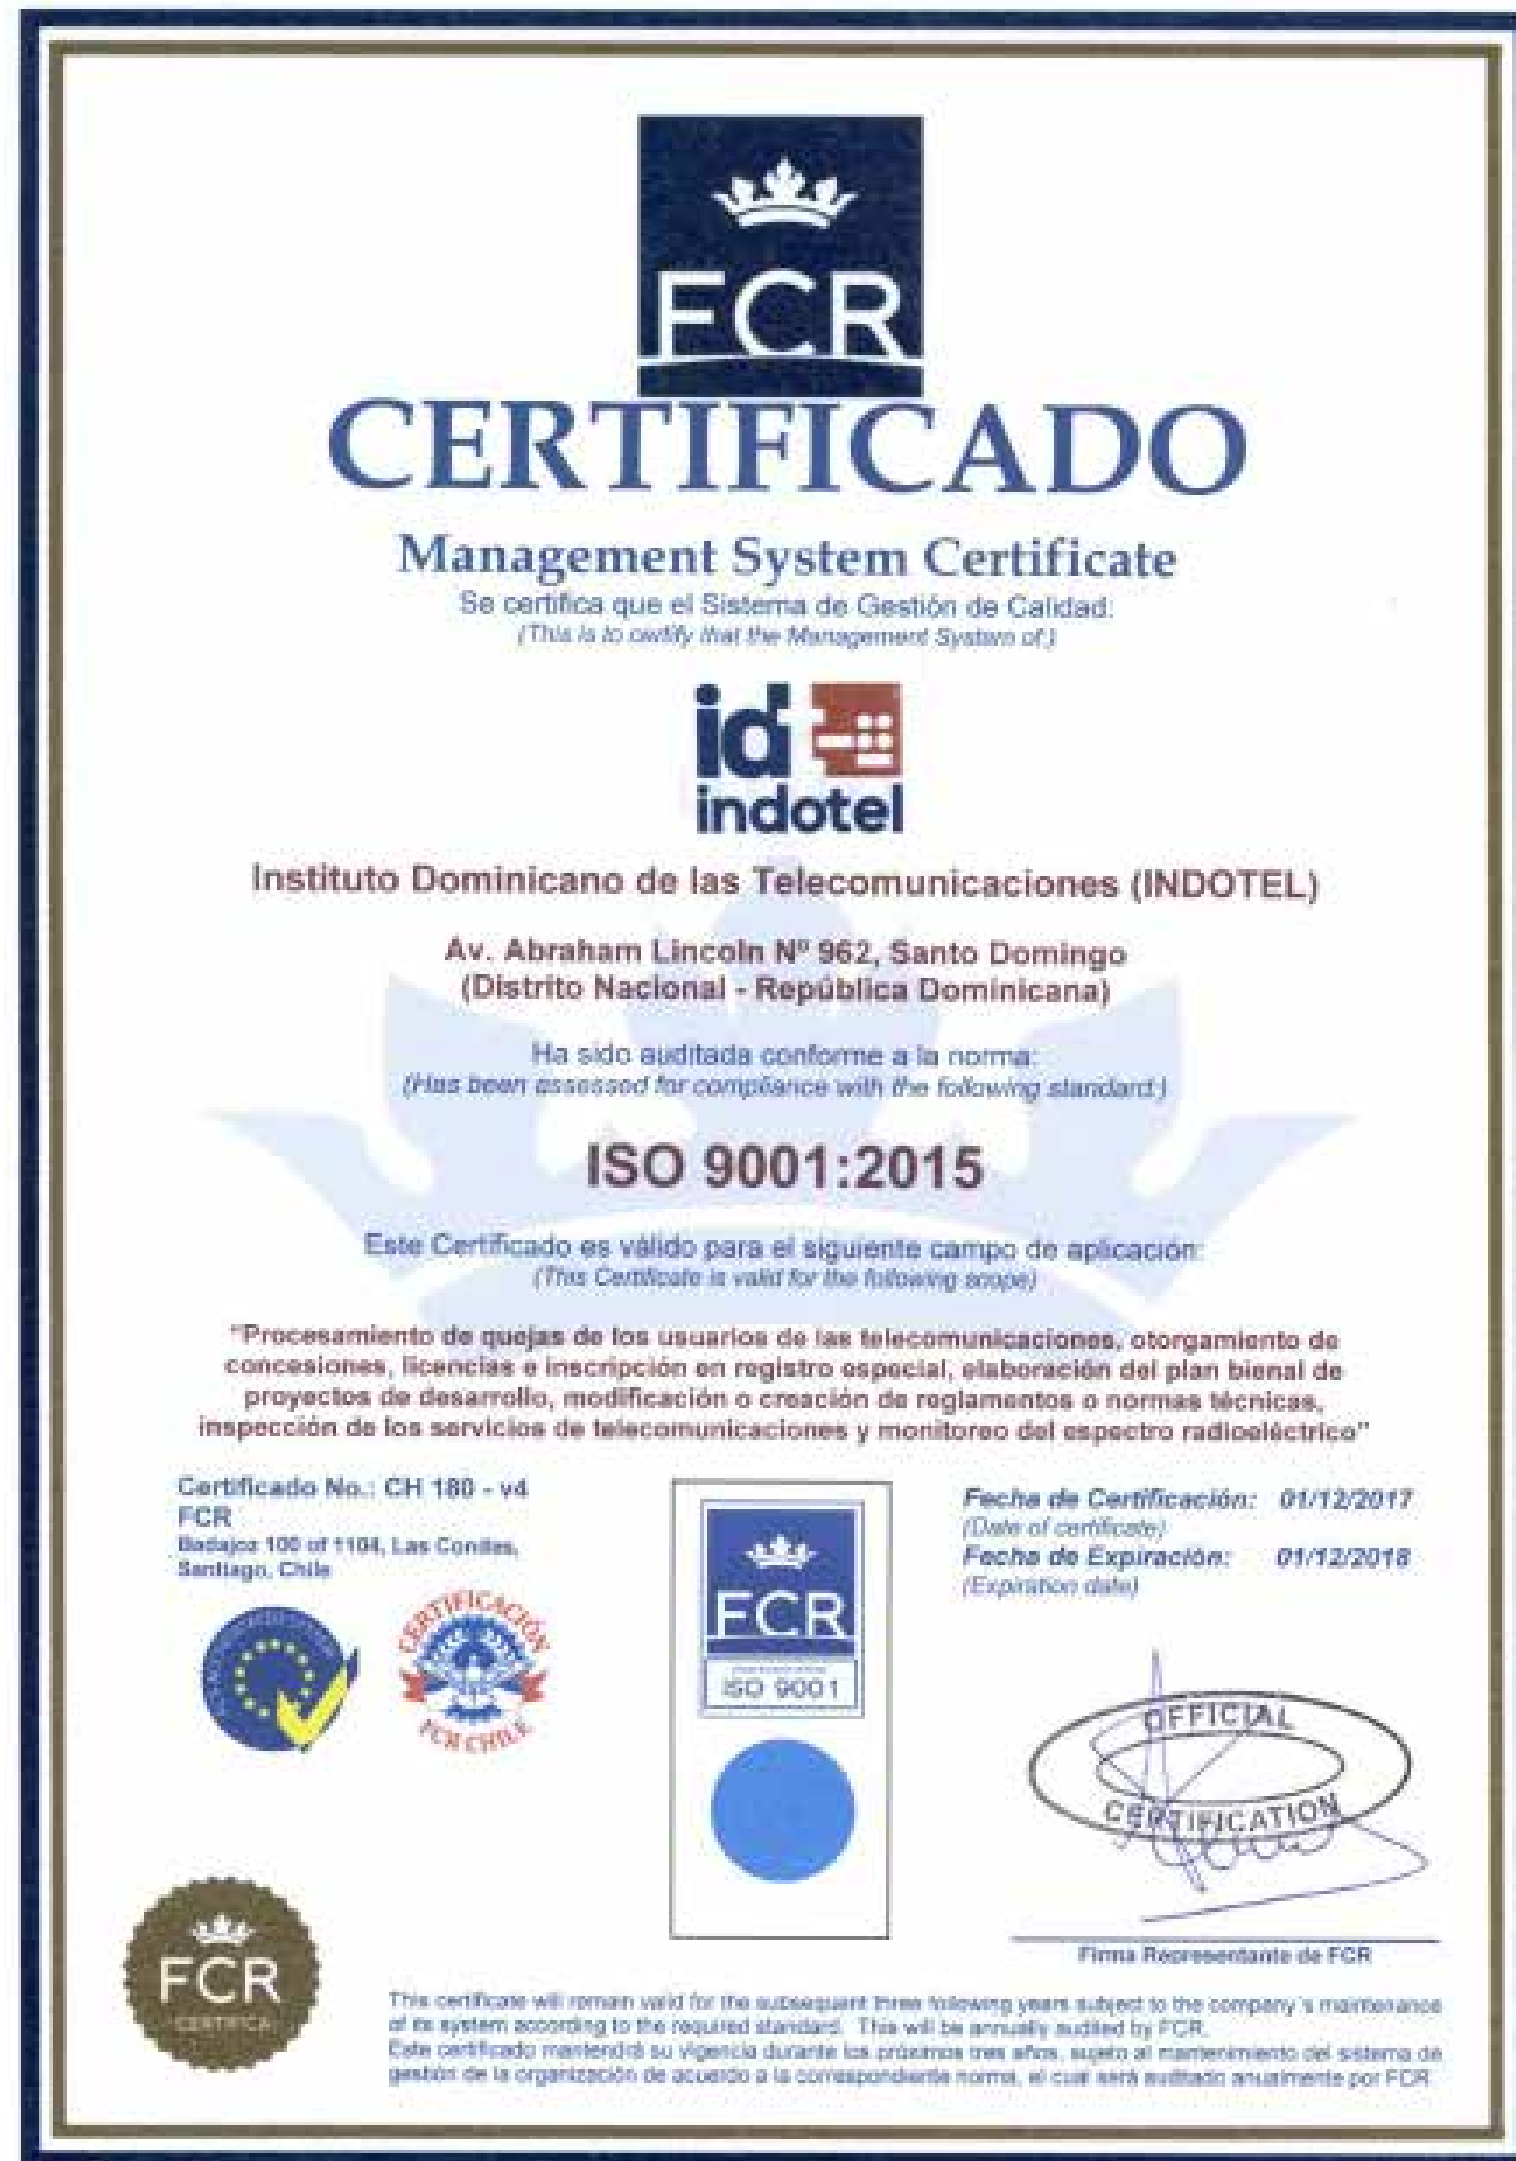 FCR
CERTIFICADO
Management System Certificate
Se certifica que el Sistema de Gestión de Calidad:
(This is to certify that the Management System of:)
id
indotel
Instituto Dominicano de las Telecomunicaciones (INDOTEL)
Av. Abraham Lincoln Nº 962, Santo Domingo
(Distrito Nacional - República Dominicana)
Ha sido auditada conforme a la norma:
(Has been assessed for compliance with the following standard:)
ISO 9001:2015
Este Certificado es válido para el siguiente campo de aplicación:
(This Certificate is valid for the following scope)
"Procesamiento de quejas de los usuarios de las telecomunicaciones, otorgamiento de
concesiones, licencias e inscripción en registro especial, elaboración del plan bienal de
proyectos de desarrollo, modificación o creación de reglamentos o normas técnicas,
inspección de los servicios de telecomunicaciones y monitoreo del espectro radioeléctrico"
Certificado No.: CH 180 - v4
FCR
Badajoz 100 of 1104, Las Condes,
Santiago, Chile
CERTIFICACIÓN
FCR CHILE
FCR
ISO 9001
Fecha de Certificación: 01/12/2017
(Date of certificate)
Fecha de Expiración: 01/12/2018
(Expiration date)
OFFICIAL
CERTIFICATION
Firma Representante de FCR
FCR
CERTIFICA
This certificate will remain valid for the subsequent three following years subject to the company's maintenance
of its system according to the required standard. This will be annually audited by FCR.
Este certificado mantendrá su vigencia durante los próximos tres años, sujeto al mantenimiento del sistema de
gestión de la organización de acuerdo a la correspondiente norma, el cual será auditado anualmente por FCR